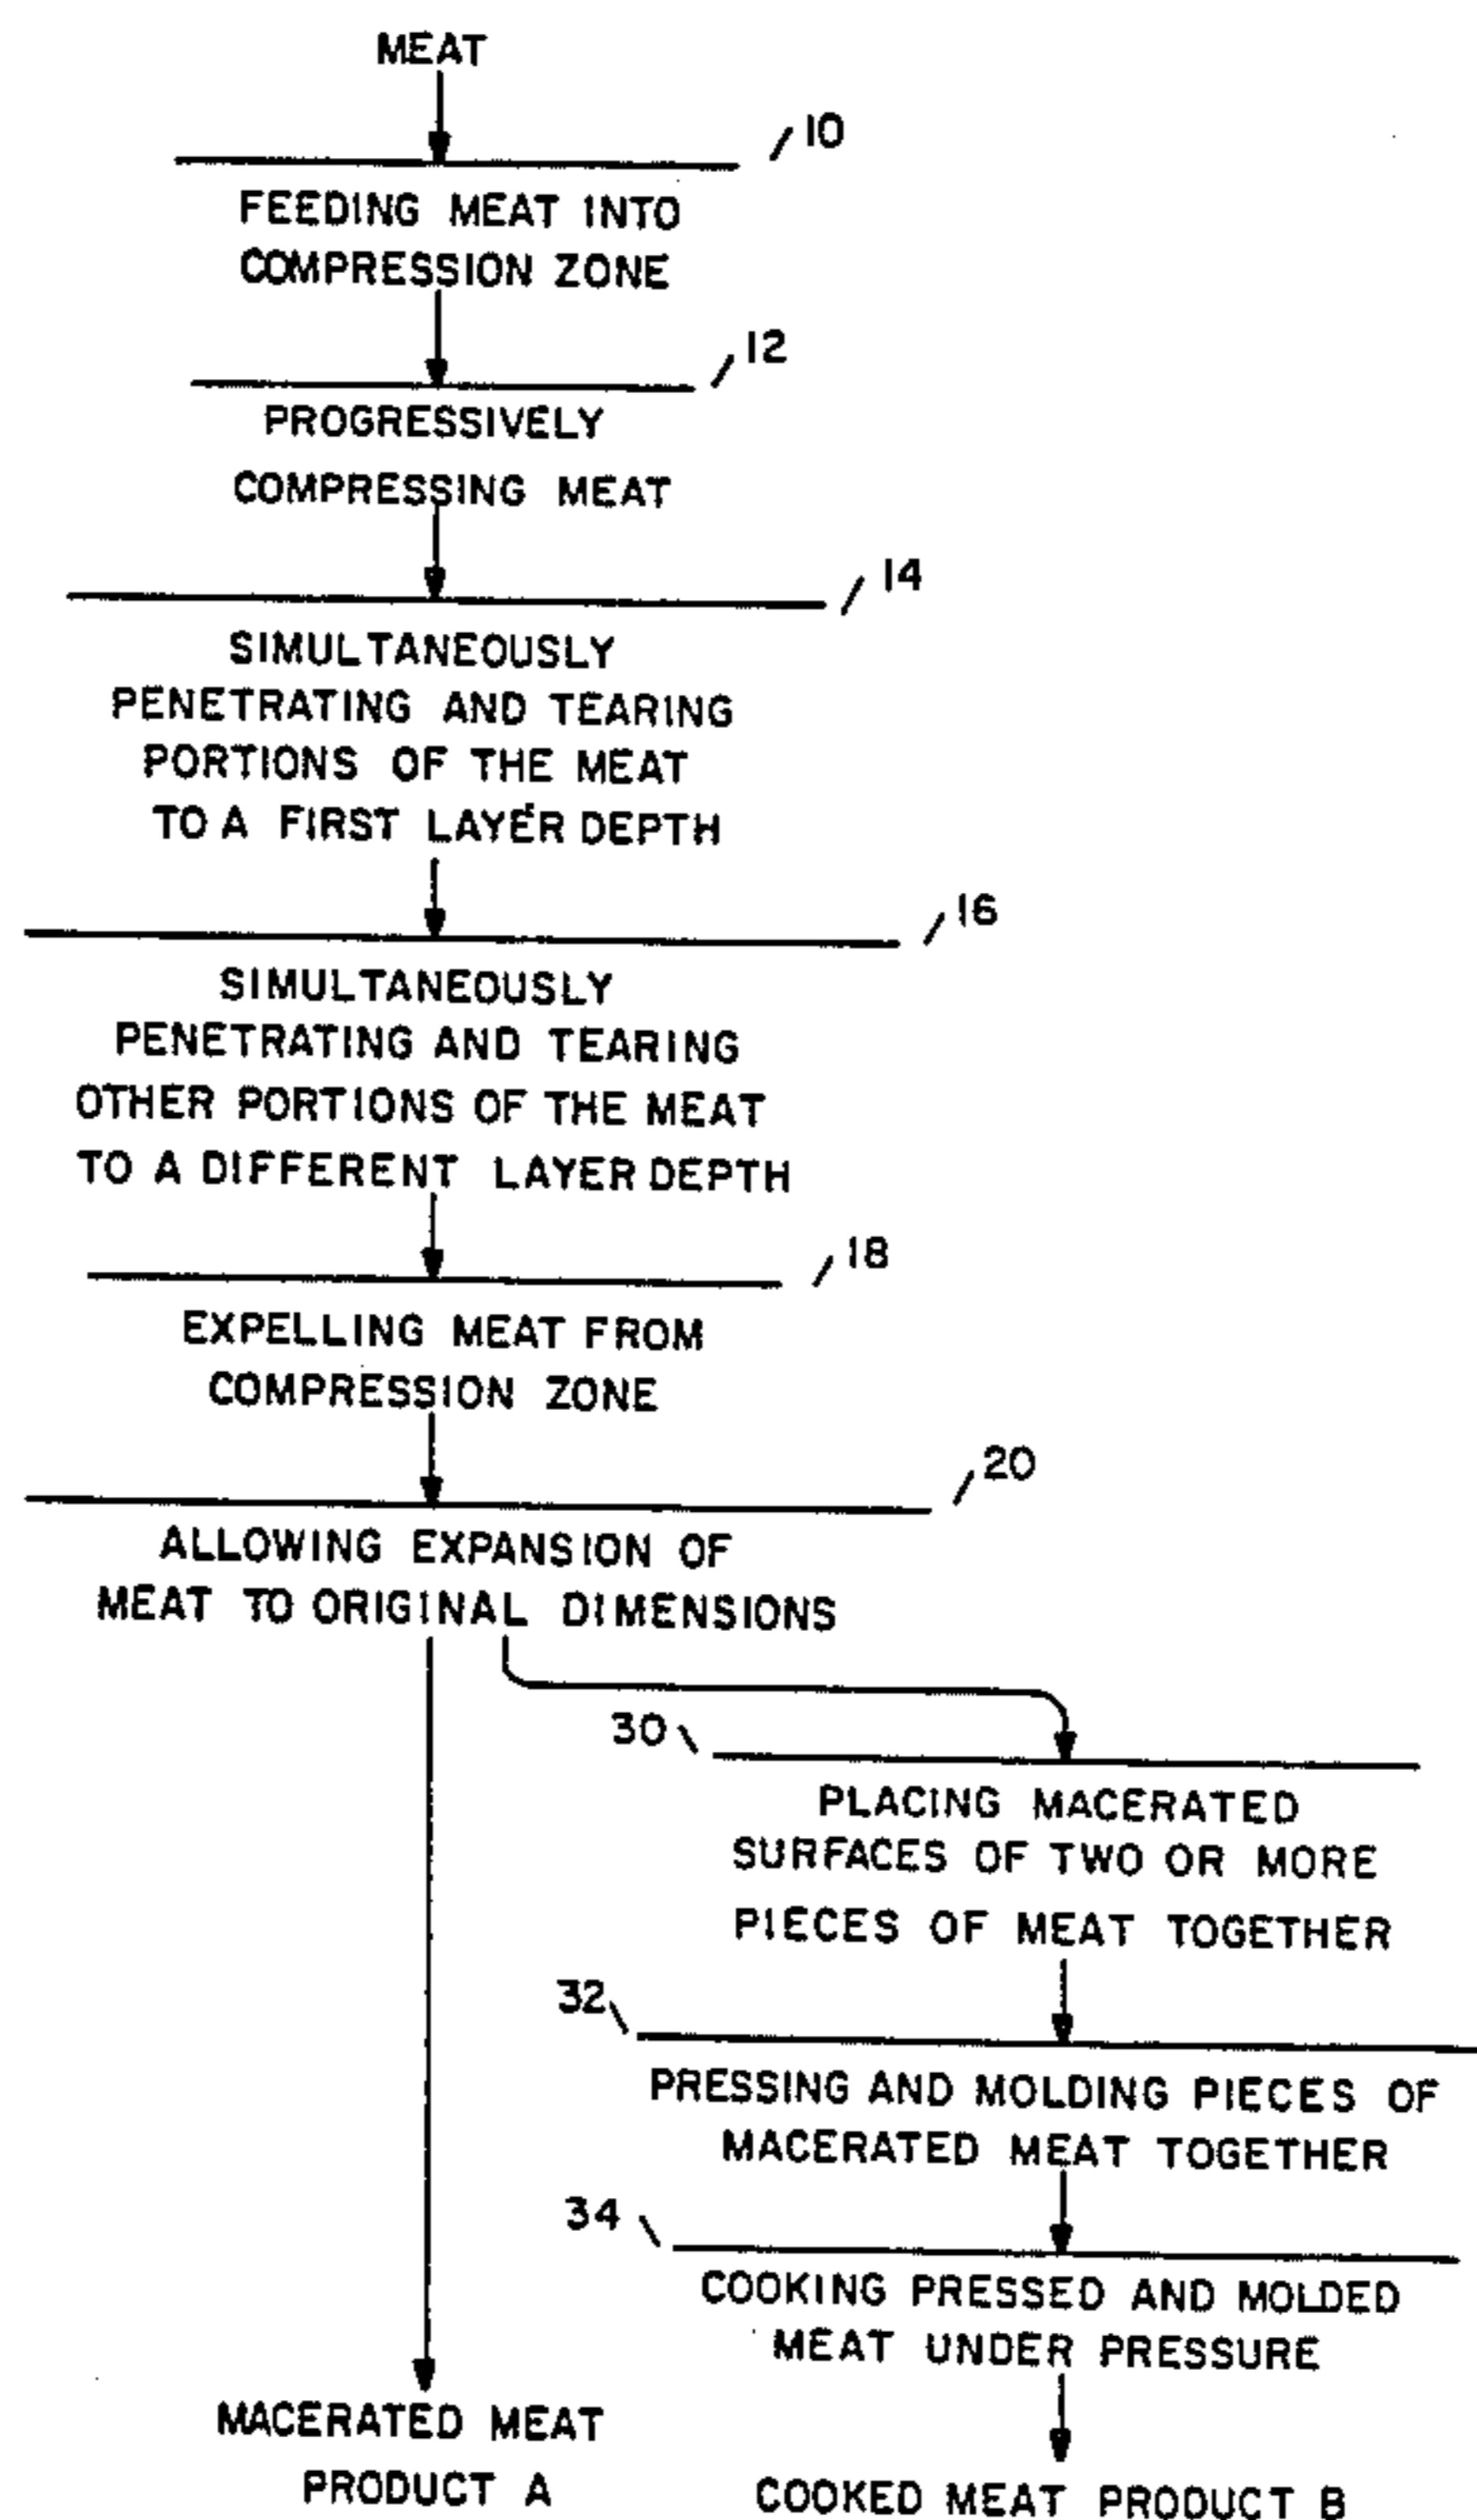 MEAT
10
FEEDING MEAT INTO
COMPRESSION ZONE
12
PROGRESSIVELY
COMPRESSING MEAT
14
SIMULTANEOUSLY
PENETRATING AND TEARING
PORTIONS OF THE MEAT
TO A FIRST LAYER DEPTH
16
SIMULTANEOUSLY
PENETRATING AND TEARING
OTHER PORTIONS OF THE MEAT
TO A DIFFERENT LAYER DEPTH
18
EXPELLING MEAT FROM
COMPRESSION ZONE
20
ALLOWING EXPANSION OF
MEAT TO ORIGINAL DIMENSIONS
30
PLACING MACERATED
SURFACES OF TWO OR MORE
PIECES OF MEAT TOGETHER
32
PRESSING AND MOLDING PIECES OF
MACERATED MEAT TOGETHER
34
COOKING PRESSED AND MOLDED
MEAT UNDER PRESSURE
MACERATED MEAT
PRODUCT A
COOKED MEAT PRODUCT B